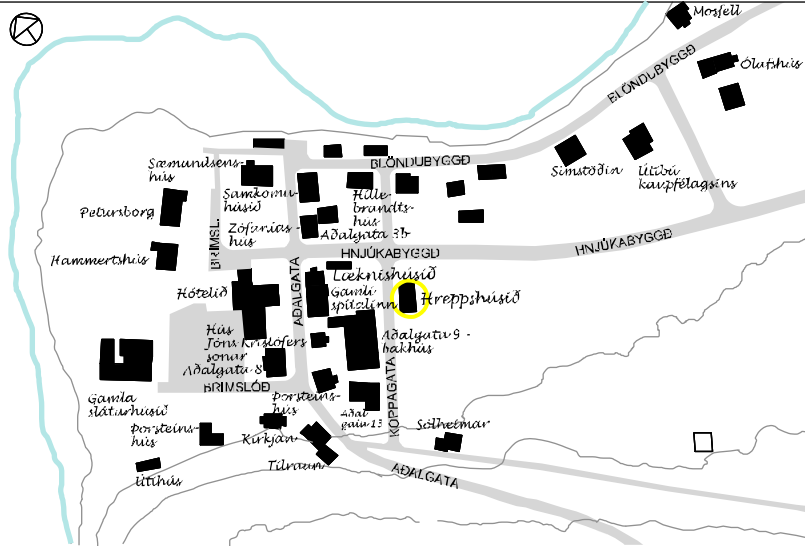 Mosfell
Ólafshús
BLÖNDUBYGGÐ
Símstöðin
Útibú
kaupfélagsins
BLÖNDUBYGGÐ
Sæmundsens-
hús
Samkomu-
húsið
Hille-
brandts-
hús
Pétursborg
Zófonías-
hús
Aðalgata 3b
BRIMSL.
HNJÚKABYGGÐ
HNJÚKABYGGÐ
Hammertshús
Læknishúsið
Hótelið
AÐALGATA
Gamli
spítalinn
Hreppshúsið
Hús
Jóns Kristófers
sonar
Aðalgata 8
Aðalgata 9 -
bakhús
BRIMSLÓÐ
KOPPAGATA
Gamla
sláturhúsið
Þorsteins-
hús
Aðal
gata 13
Þorsteins-
hús
Kirkjan
Sólheimar
Tilraun
AÐALGATA
Útihús